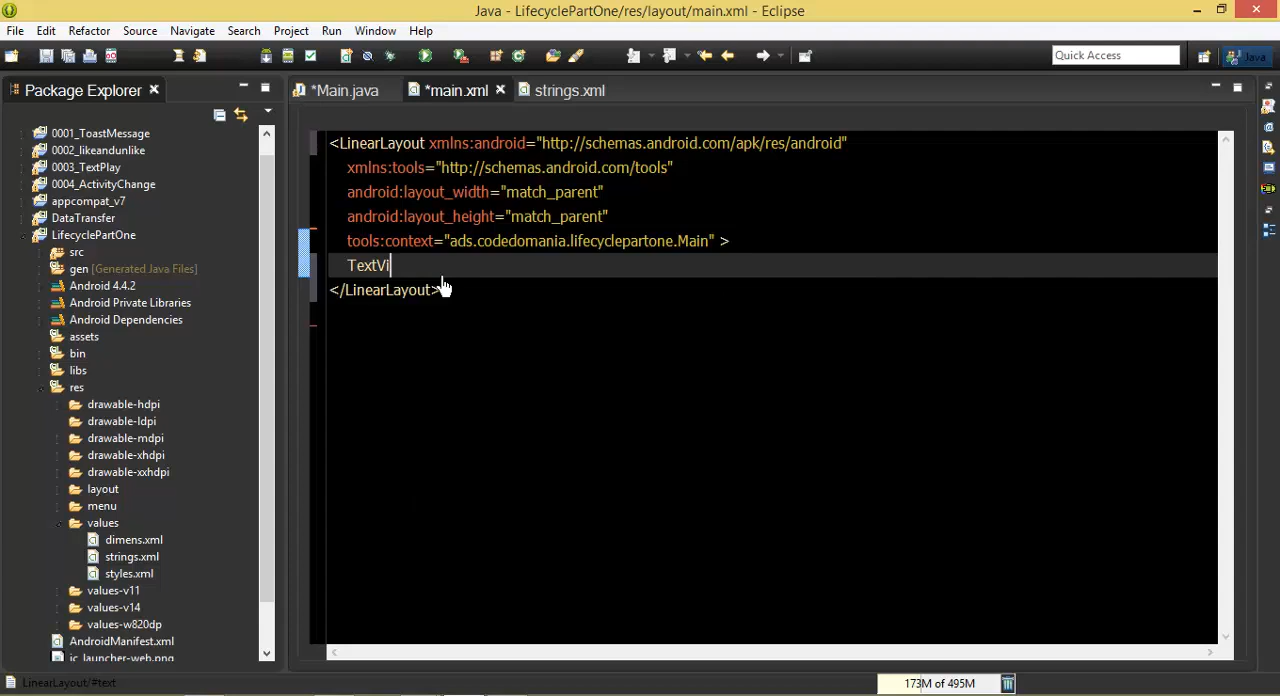 Java - LifecyclePartOne/res/layout/main.xml - Eclipse
File Edit Refactor Source Navigate Search Project Run Window Help
Quick Access
Java
Package Explorer
*Main.java
*main.xml
strings.xml
0001_ToastMessage
0002_likeandunlike
0003_TextPlay
0004_ActivityChange
appcompat_v7
DataTransfer
LifecyclePartOne
src
gen [Generated Java Files]
Android 4.4.2
Android Private Libraries
Android Dependencies
assets
bin
libs
res
drawable-hdpi
drawable-ldpi
drawable-mdpi
drawable-xhdpi
drawable-xxhdpi
layout
menu
values
dimens.xml
strings.xml
styles.xml
values-v11
values-v14
values-w820dp
AndroidManifest.xml
ic_launcher-web.png
<LinearLayout xmlns:android="http://schemas.android.com/apk/res/android"
xmlns:tools="http://schemas.android.com/tools"
android:layout_width="match_parent"
android:layout_height="match_parent"
tools:context="ads.codedomania.lifecyclepartone.Main" >
TextVi
</LinearLayout>
LinearLayout/#text
173M of 495M